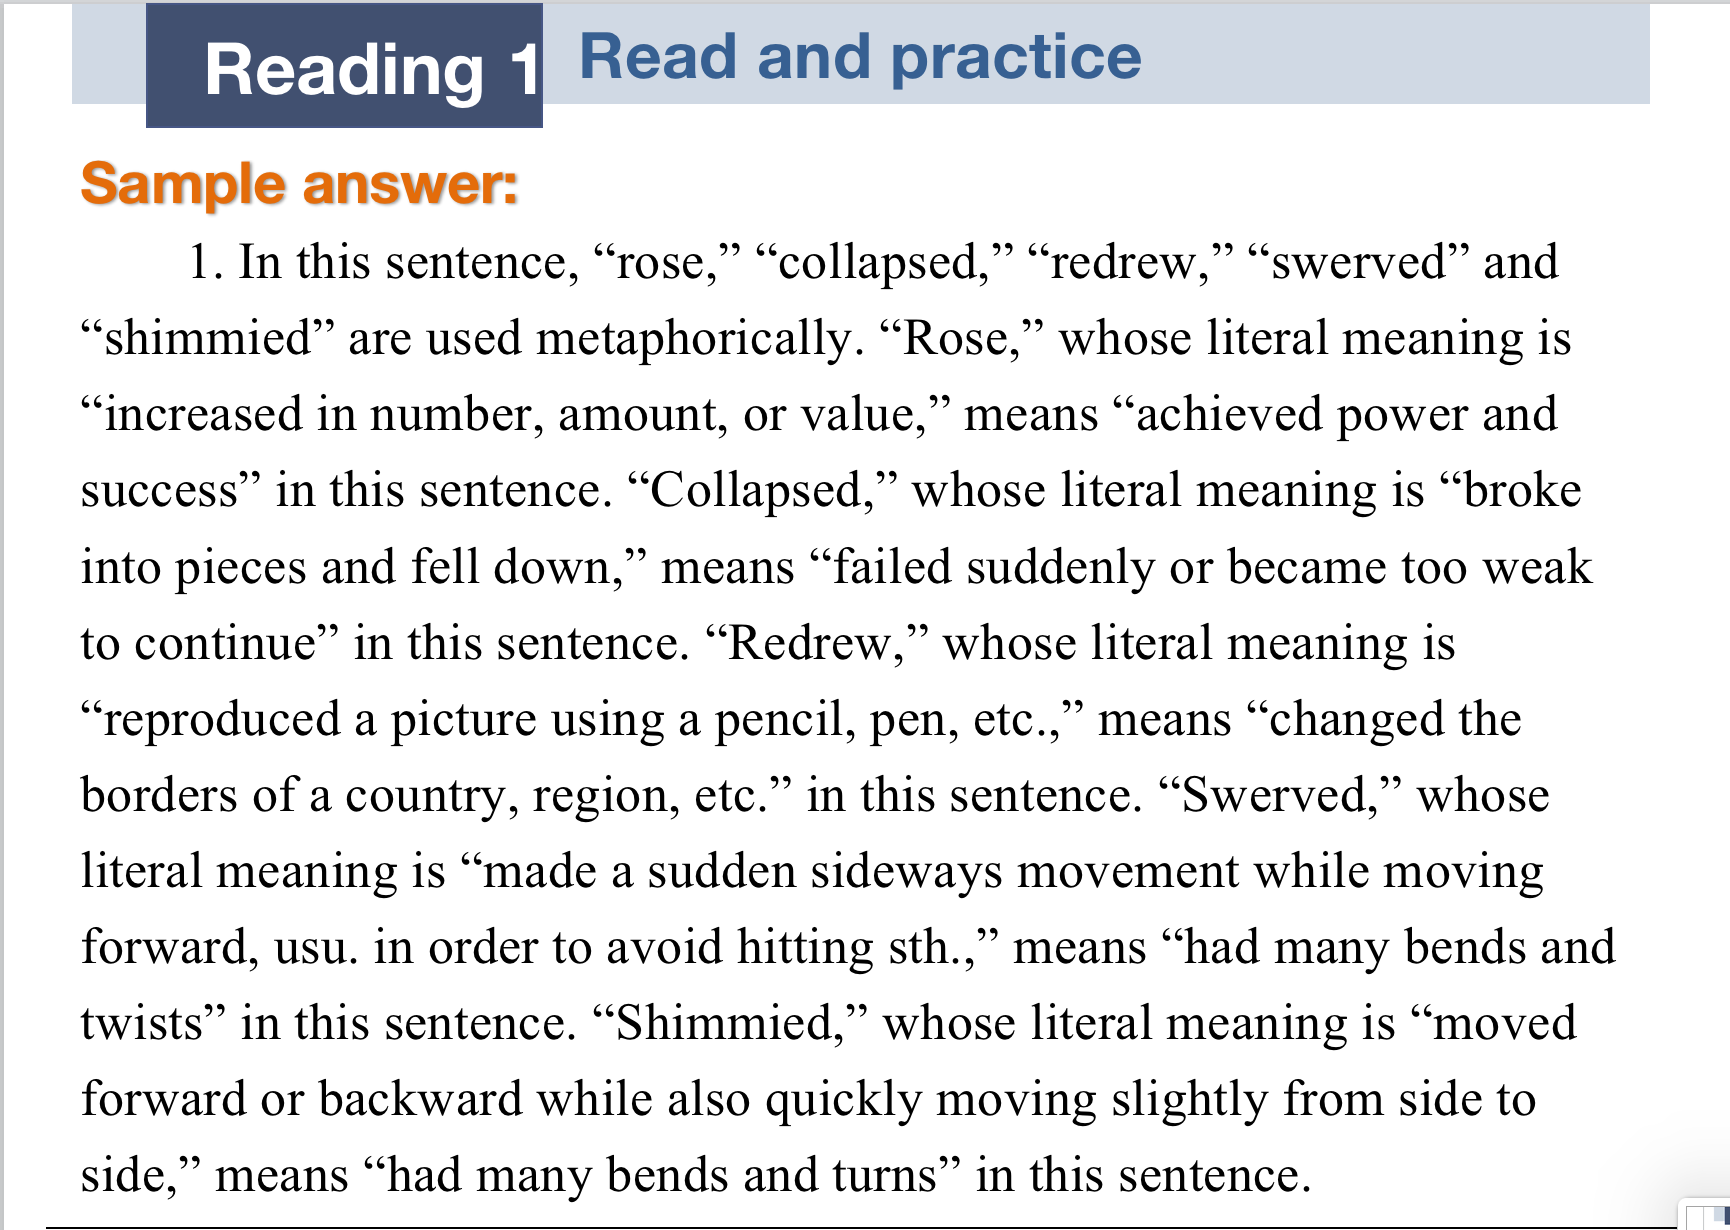 Reading 1 Read and practice
Sample answer:
1. In this sentence, “rose,” “collapsed,” “redrew,” “swerved” and
“shimmied” are used metaphorically. “Rose,” whose literal meaning is
“increased in number, amount, or value,” means “achieved power and
success” in this sentence. “Collapsed,” whose literal meaning is “broke
into pieces and fell down,” means “failed suddenly or became too weak
to continue” in this sentence. “Redrew,” whose literal meaning is
“reproduced a picture using a pencil, pen, etc.,” means “changed the
borders of a country, region, etc.” in this sentence. “Swerved,” whose
literal meaning is “made a sudden sideways movement while moving
forward, usu. in order to avoid hitting sth.,” means “had many bends and
twists” in this sentence. “Shimmied,” whose literal meaning is “moved
forward or backward while also quickly moving slightly from side to
side,” means “had many bends and turns” in this sentence.